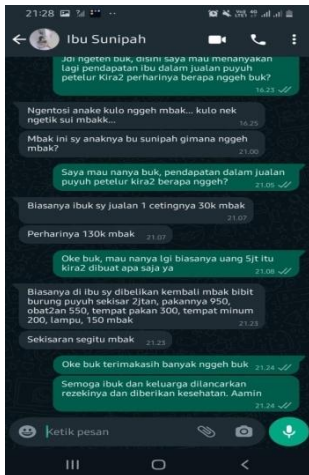 21:28
Ibu Sunipah
Jdi ngeten buk, disini saya mau menanyakan
lagi pendapatan ibu dalam jualan puyuh
petelur Kira2 perharinya berapa nggeh buk?
16.23
Ngentosi anake kulo nggeh mbak... kulo nek
ngetik sui mbakk...
16.25
Mbak ini sy anaknya bu sunipah gimana nggeh
mbak?
21.00
Saya mau nanya buk, pendapatan dalam jualan
puyuh petelur kira2 berapa nggeh?
21.05
Biasanya ibuk sy jualan 1 cetingnya 30k mbak
21.07
Perharinya 130k mbak 21.07
Oke buk, mau nanya lgi biasanya uang 5jt itu
kira2 dibuat apa saja ya
21.08
Biasanya di ibu sy dibelikan kembali mbak bibit
burung puyuh sekisar 2jtan, pakannya 950,
obat2an 550, tempat pakan 300, tempat minum
200, lampu, 150 mbak
21.23
Sekisaran segitu mbak 21.23
Oke buk terimakasih banyak nggeh buk 21.24
Semoga ibuk dan keluarga dilancarkan
rezekinya dan diberikan kesehatan. Aamin
21.24
Ketik pesan